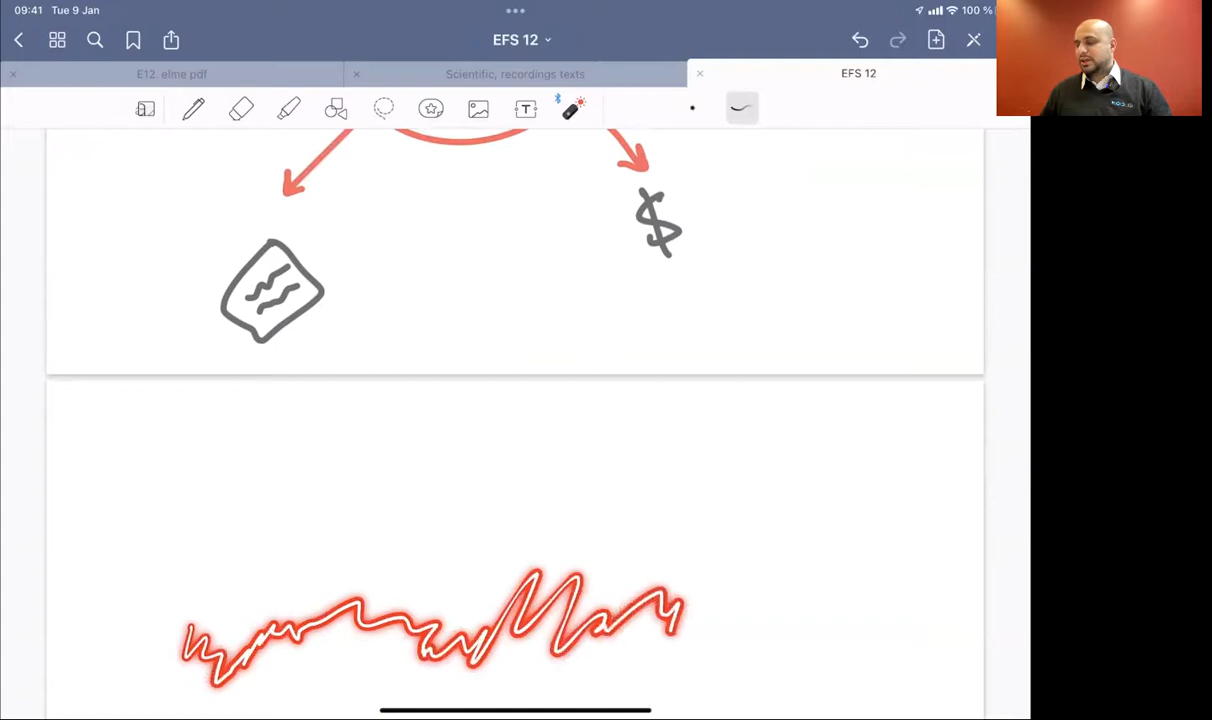 09:41 Tue 9 Jan
100 %
EFS 12
E12. elme pdf
Scientific, recordings texts
EFS 12
T
$